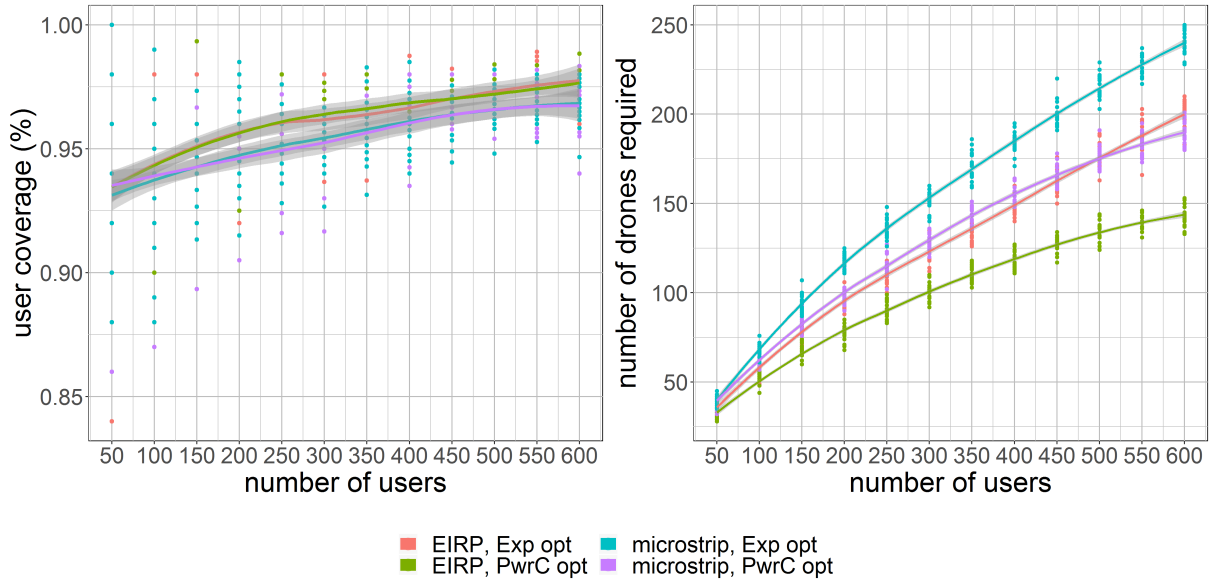 user coverage (%)
1.00
0.95
0.90
0.85
50 100 150 200 250 300 350 400 450 500 550 600
number of users
number of drones required
250
200
150
100
50
50 100 150 200 250 300 350 400 450 500 550 600
number of users
EIRP, Exp opt
microstrip, Exp opt
EIRP, PwrC opt
microstrip, PwrC opt